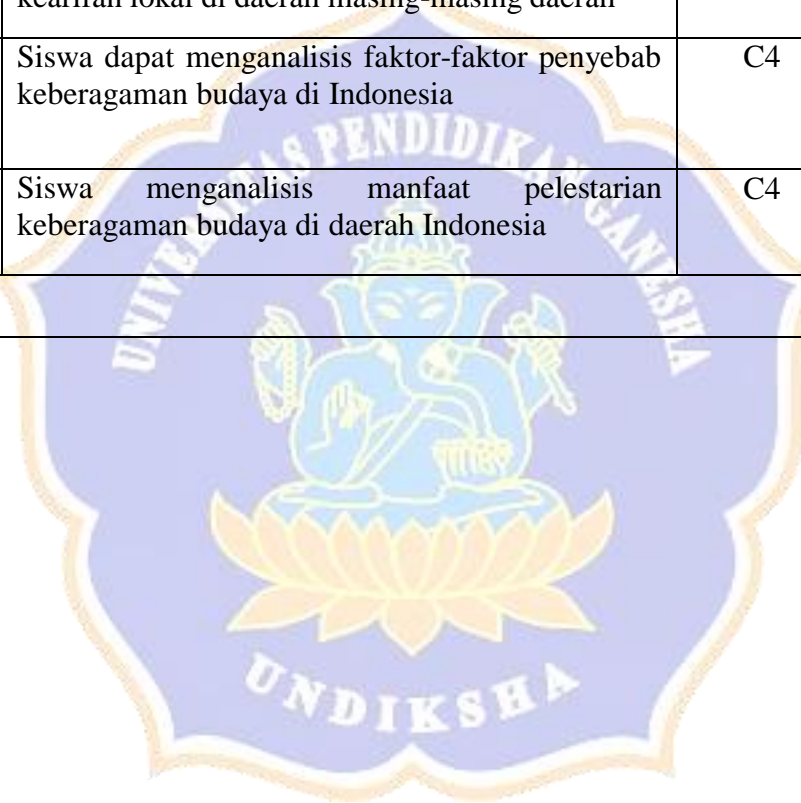 kearifan lokal di daerah masing-masing daerah
Siswa dapat menganalisis faktor-faktor penyebab
keberagaman budaya di Indonesia
C4
Siswa menganalisis manfaat pelestarian
keberagaman budaya di daerah Indonesia
C4
UNIVERSITAS PENDIDIKAN GANESHA
UNDIKSHA